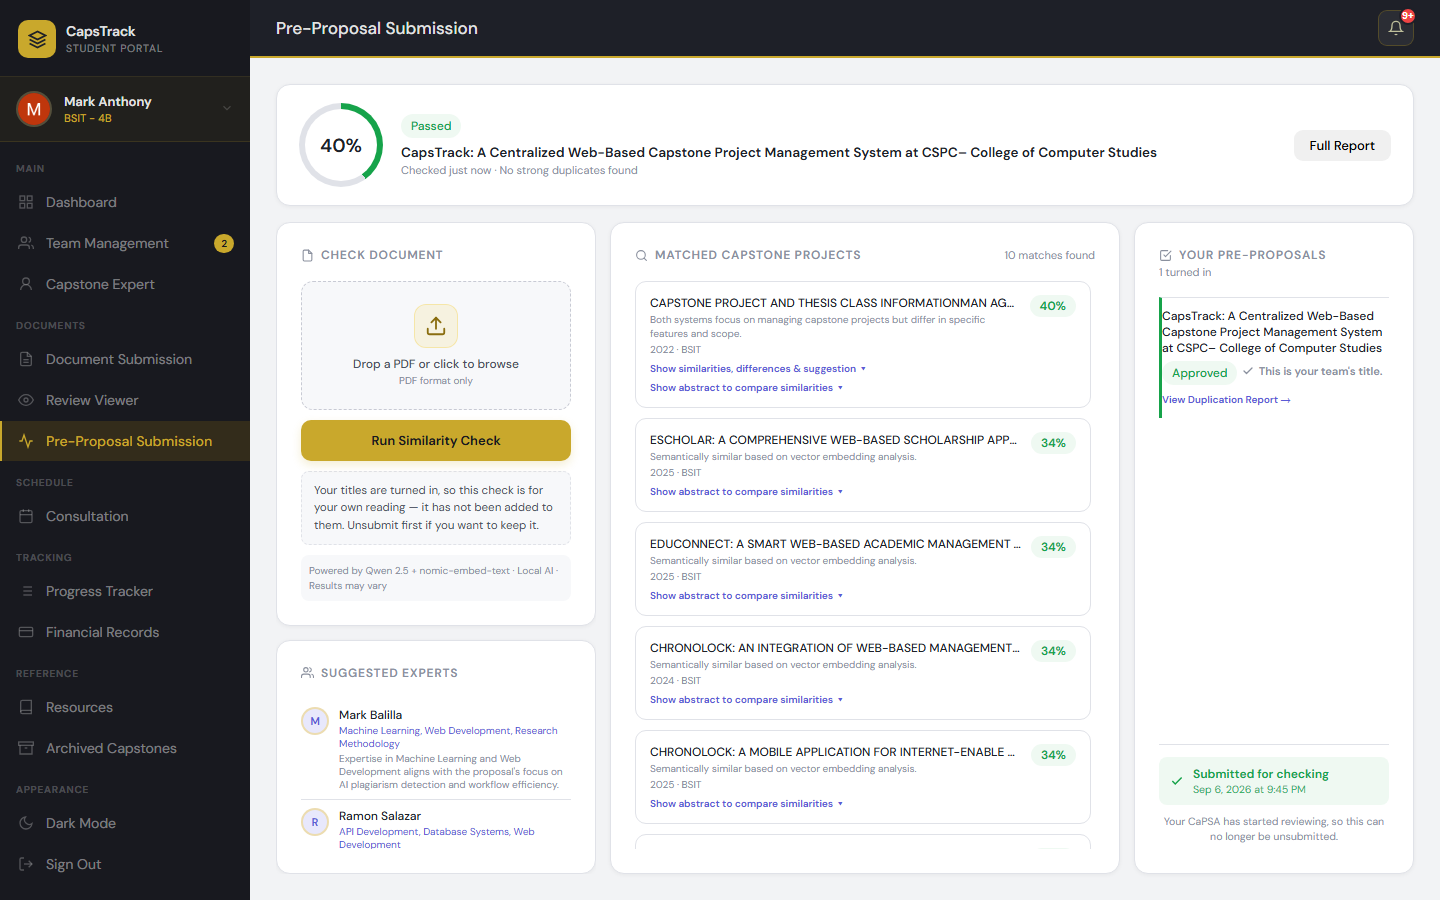 CapsTrack
STUDENT PORTAL
M
Mark Anthony
BSIT - 4B
MAIN
Dashboard
Team Management
2
Capstone Expert
DOCUMENTS
Document Submission
Review Viewer
Pre-Proposal Submission
SCHEDULE
Consultation
TRACKING
Progress Tracker
Financial Records
REFERENCE
Resources
Archived Capstones
APPEARANCE
Dark Mode
Sign Out
Pre-Proposal Submission
9+
40%
Passed
CapsTrack: A Centralized Web-Based Capstone Project Management System at CSPC– College of Computer Studies
Checked just now · No strong duplicates found
Full Report
CHECK DOCUMENT
Drop a PDF or click to browse
PDF format only
Run Similarity Check
Your titles are turned in, so this check is for
your own reading — it has not been added to
them. Unsubmit first if you want to keep it.
Powered by Qwen 2.5 + nomic-embed-text · Local AI ·
Results may vary
SUGGESTED EXPERTS
M
Mark Balilla
Machine Learning, Web Development, Research
Methodology
Expertise in Machine Learning and Web
Development aligns with the proposal's focus on
AI plagiarism detection and workflow efficiency.
R
Ramon Salazar
API Development, Database Systems, Web
Development
MATCHED CAPSTONE PROJECTS
10 matches found
CAPSTONE PROJECT AND THESIS CLASS INFORMATIONMAN AG...
40%
Both systems focus on managing capstone projects but differ in specific
features and scope.
2022 · BSIT
Show similarities, differences & suggestion ▾
Show abstract to compare similarities ▾
ESCHOLAR: A COMPREHENSIVE WEB-BASED SCHOLARSHIP APP...
34%
Semantically similar based on vector embedding analysis.
2025 · BSIT
Show abstract to compare similarities ▾
EDUCONNECT: A SMART WEB-BASED ACADEMIC MANAGEMENT ...
34%
Semantically similar based on vector embedding analysis.
2025 · BSIT
Show abstract to compare similarities ▾
CHRONOLOCK: AN INTEGRATION OF WEB-BASED MANAGEMENT...
34%
Semantically similar based on vector embedding analysis.
2024 · BSIT
Show abstract to compare similarities ▾
CHRONOLOCK: A MOBILE APPLICATION FOR INTERNET-ENABLE ...
34%
Semantically similar based on vector embedding analysis.
2025 · BSIT
Show abstract to compare similarities ▾
YOUR PRE-PROPOSALS
1 turned in
CapsTrack: A Centralized Web-Based
Capstone Project Management System
at CSPC– College of Computer Studies
Approved
✓ This is your team's title.
View Duplication Report →
Submitted for checking
Sep 6, 2026 at 9:45 PM
Your CaPSA has started reviewing, so this can
no longer be unsubmitted.